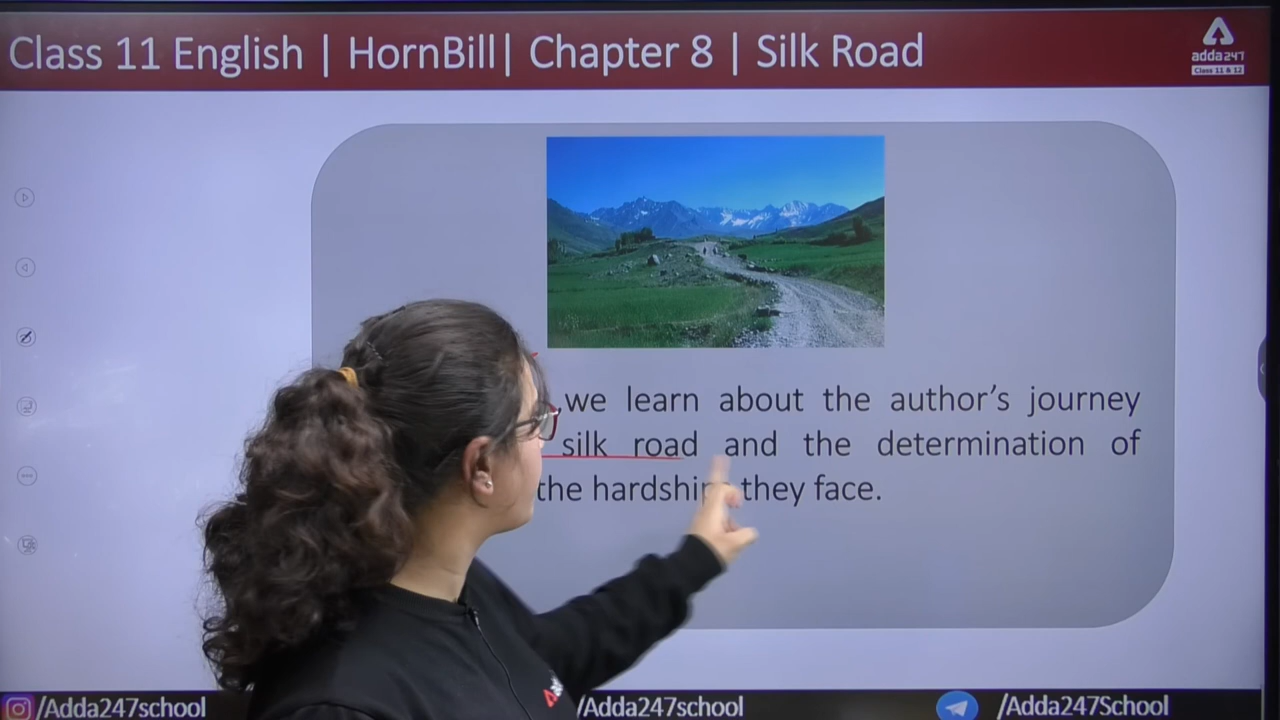 Class 11 English | HornBill| Chapter 8 | Silk Road
adda247
Class 11 & 12
,we learn about the author's journey
silk road and the determination of
the hardship they face.
/Adda247school
/Adda247school
/Adda247School